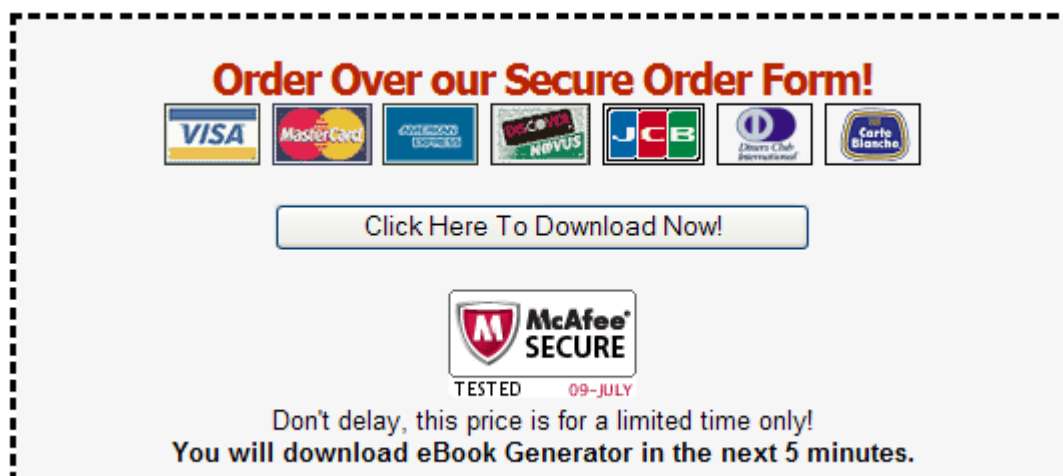 Order Over our Secure Order Form!
VISA MasterCard AMERICAN EXPRESS DISCOVER NOVUS JCB Diners Club International Carte Blanche
Click Here To Download Now!
M McAfee® SECURE
TESTED 09-JULY
Don't delay, this price is for a limited time only!
You will download eBook Generator in the next 5 minutes.